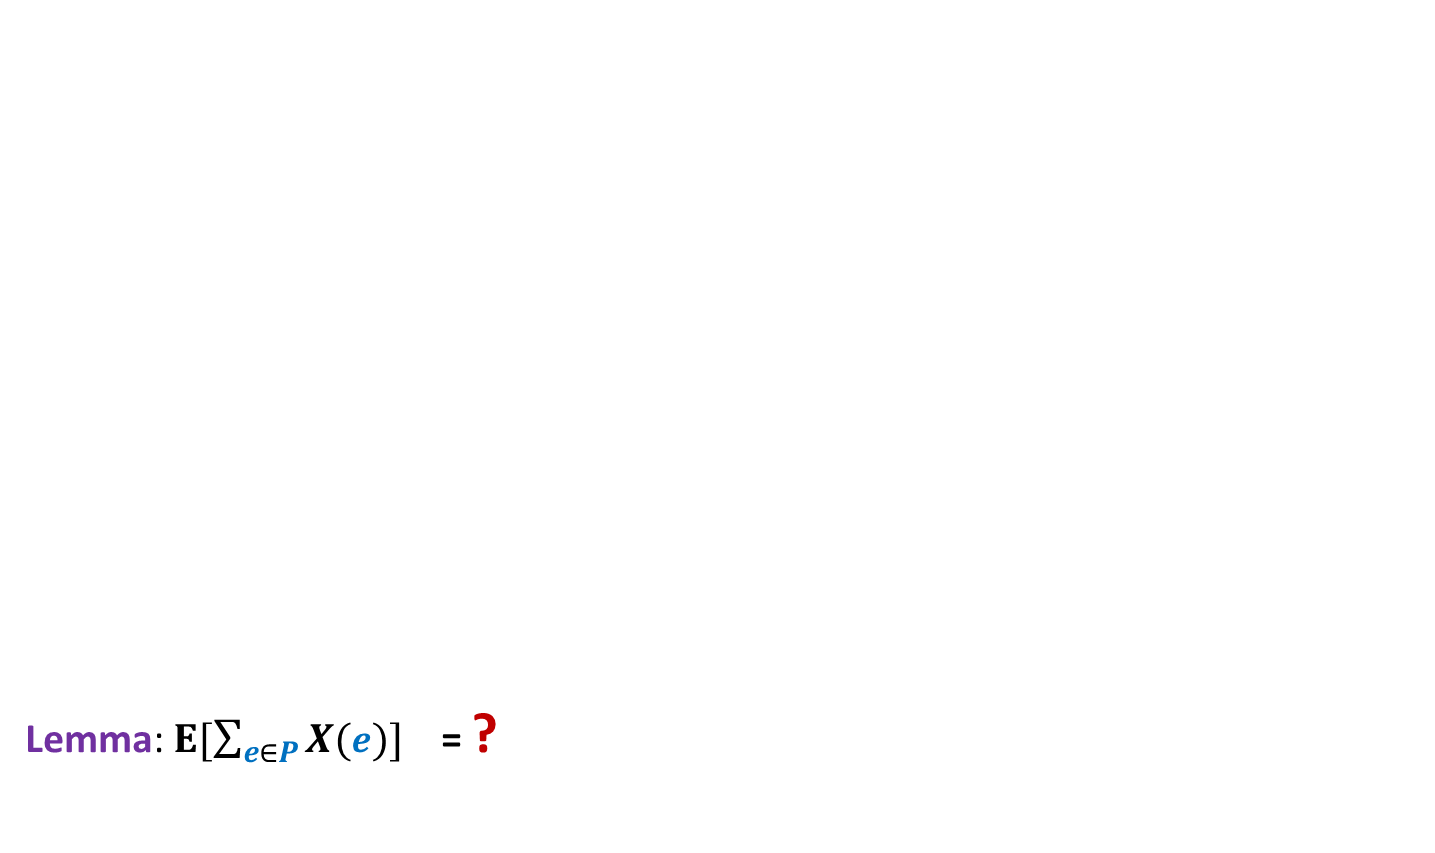 Lemma: 𝐄[∑_{𝒆∈𝑷} 𝑿(𝒆)] = ?